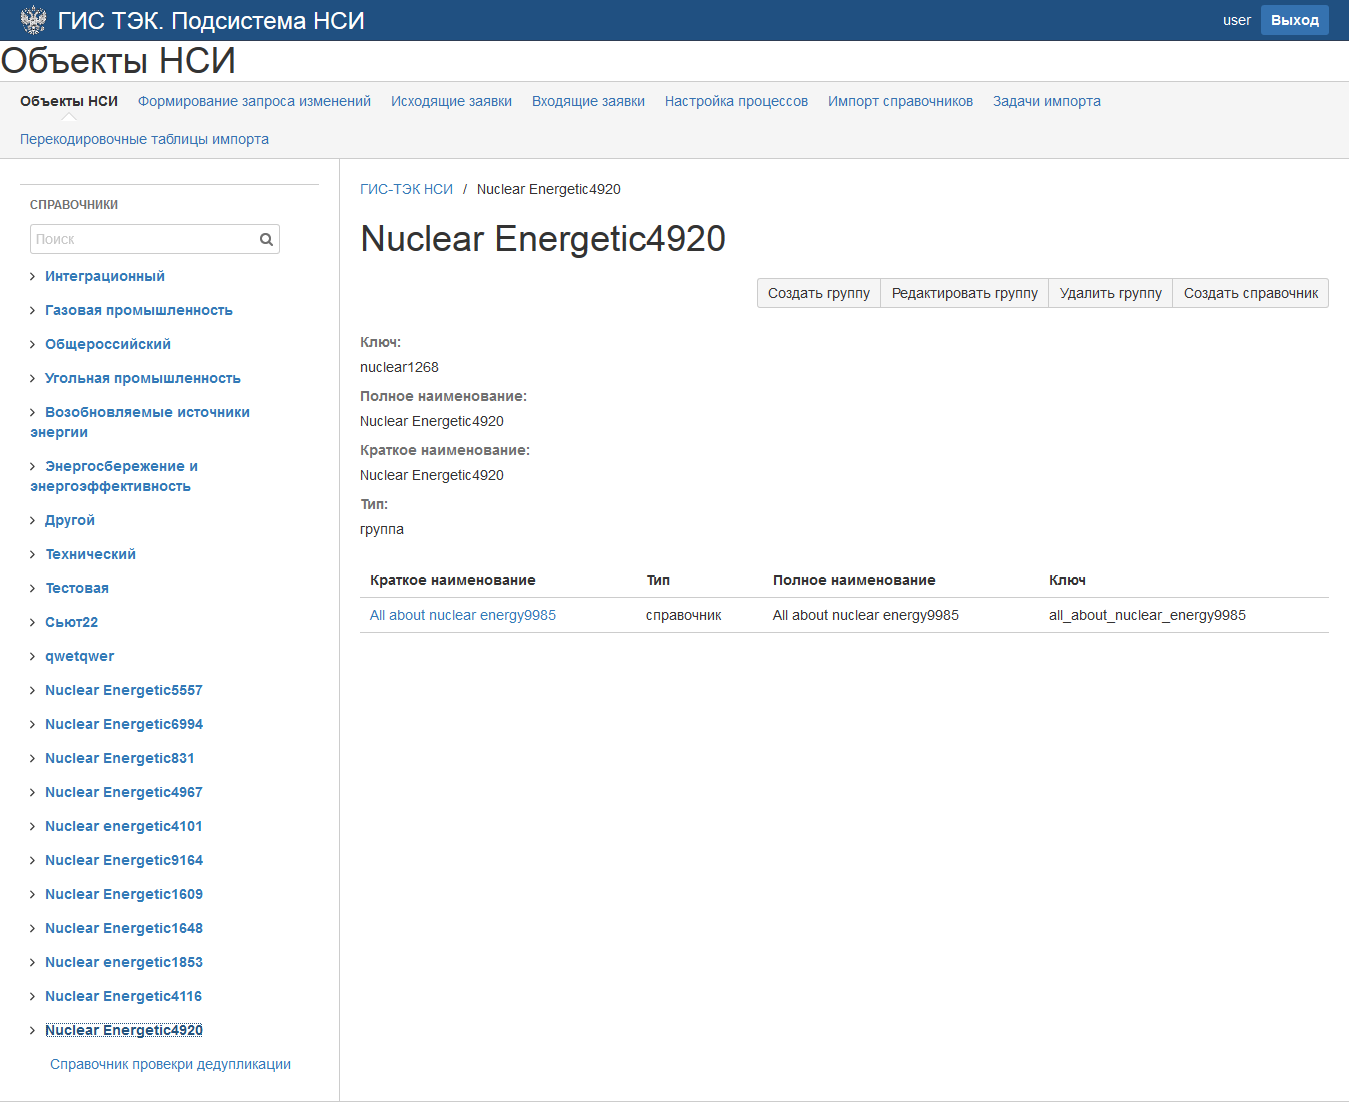 ГИС ТЭК. Подсистема НСИ
user
Выход
Объекты НСИ
Объекты НСИ
Формирование запроса изменений
Исходящие заявки
Входящие заявки
Настройка процессов
Импорт справочников
Задачи импорта
Перекодировочные таблицы импорта
СПРАВОЧНИКИ
Поиск
Интеграционный
Газовая промышленность
Общероссийский
Угольная промышленность
Возобновляемые источники
энергии
Энергосбережение и
энергоэффективность
Другой
Технический
Тестовая
Сьют22
qwetqwer
Nuclear Energetic5557
Nuclear Energetic6994
Nuclear Energetic831
Nuclear Energetic4967
Nuclear energetic4101
Nuclear Energetic9164
Nuclear Energetic1609
Nuclear Energetic1648
Nuclear energetic1853
Nuclear Energetic4116
Nuclear Energetic4920
Справочник провекри дедупликации
ГИС-ТЭК НСИ / Nuclear Energetic4920
Nuclear Energetic4920
Создать группу
Редактировать группу
Удалить группу
Создать справочник
Ключ:
nuclear1268
Полное наименование:
Nuclear Energetic4920
Краткое наименование:
Nuclear Energetic4920
Тип:
группа
Краткое наименование Тип Полное наименование Ключ
All about nuclear energy9985 справочник All about nuclear energy9985 all_about_nuclear_energy9985